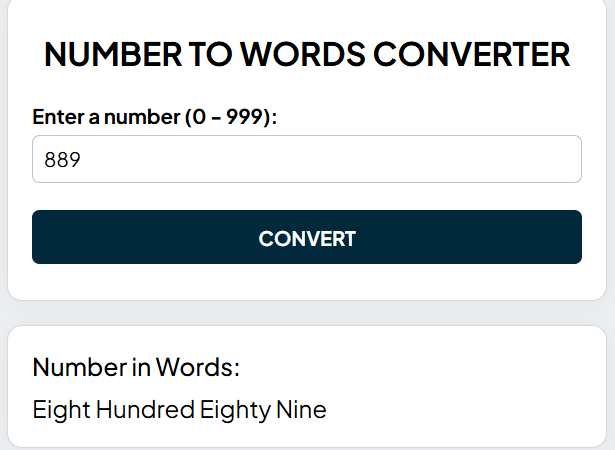 NUMBER TO WORDS CONVERTER
Enter a number (0 - 999):
889
CONVERT
Number in Words:
Eight Hundred Eighty Nine